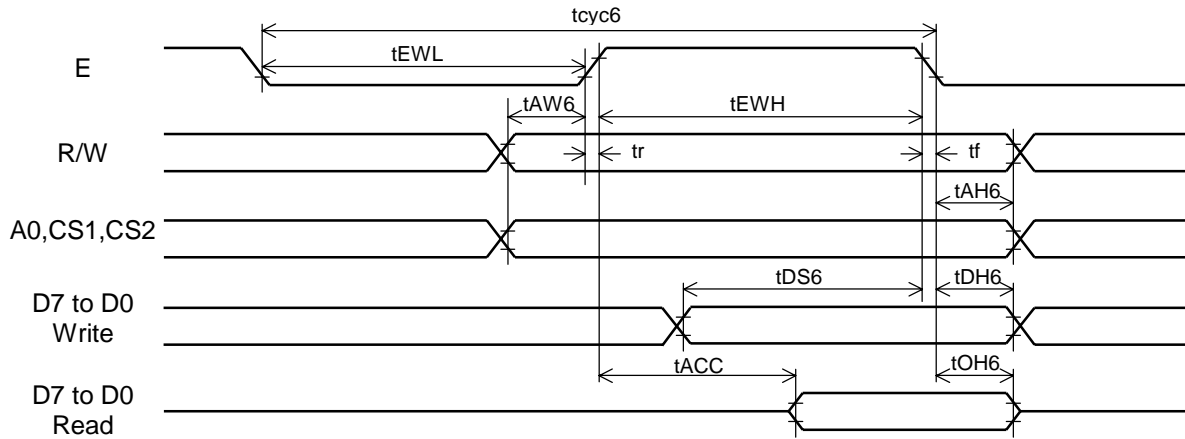 tcyc6
tEWL
E
tAW6
tEWH
R/W
tr
tf
tAH6
A0,CS1,CS2
tDS6
tDH6
D7 to D0
Write
tACC
tOH6
D7 to D0
Read